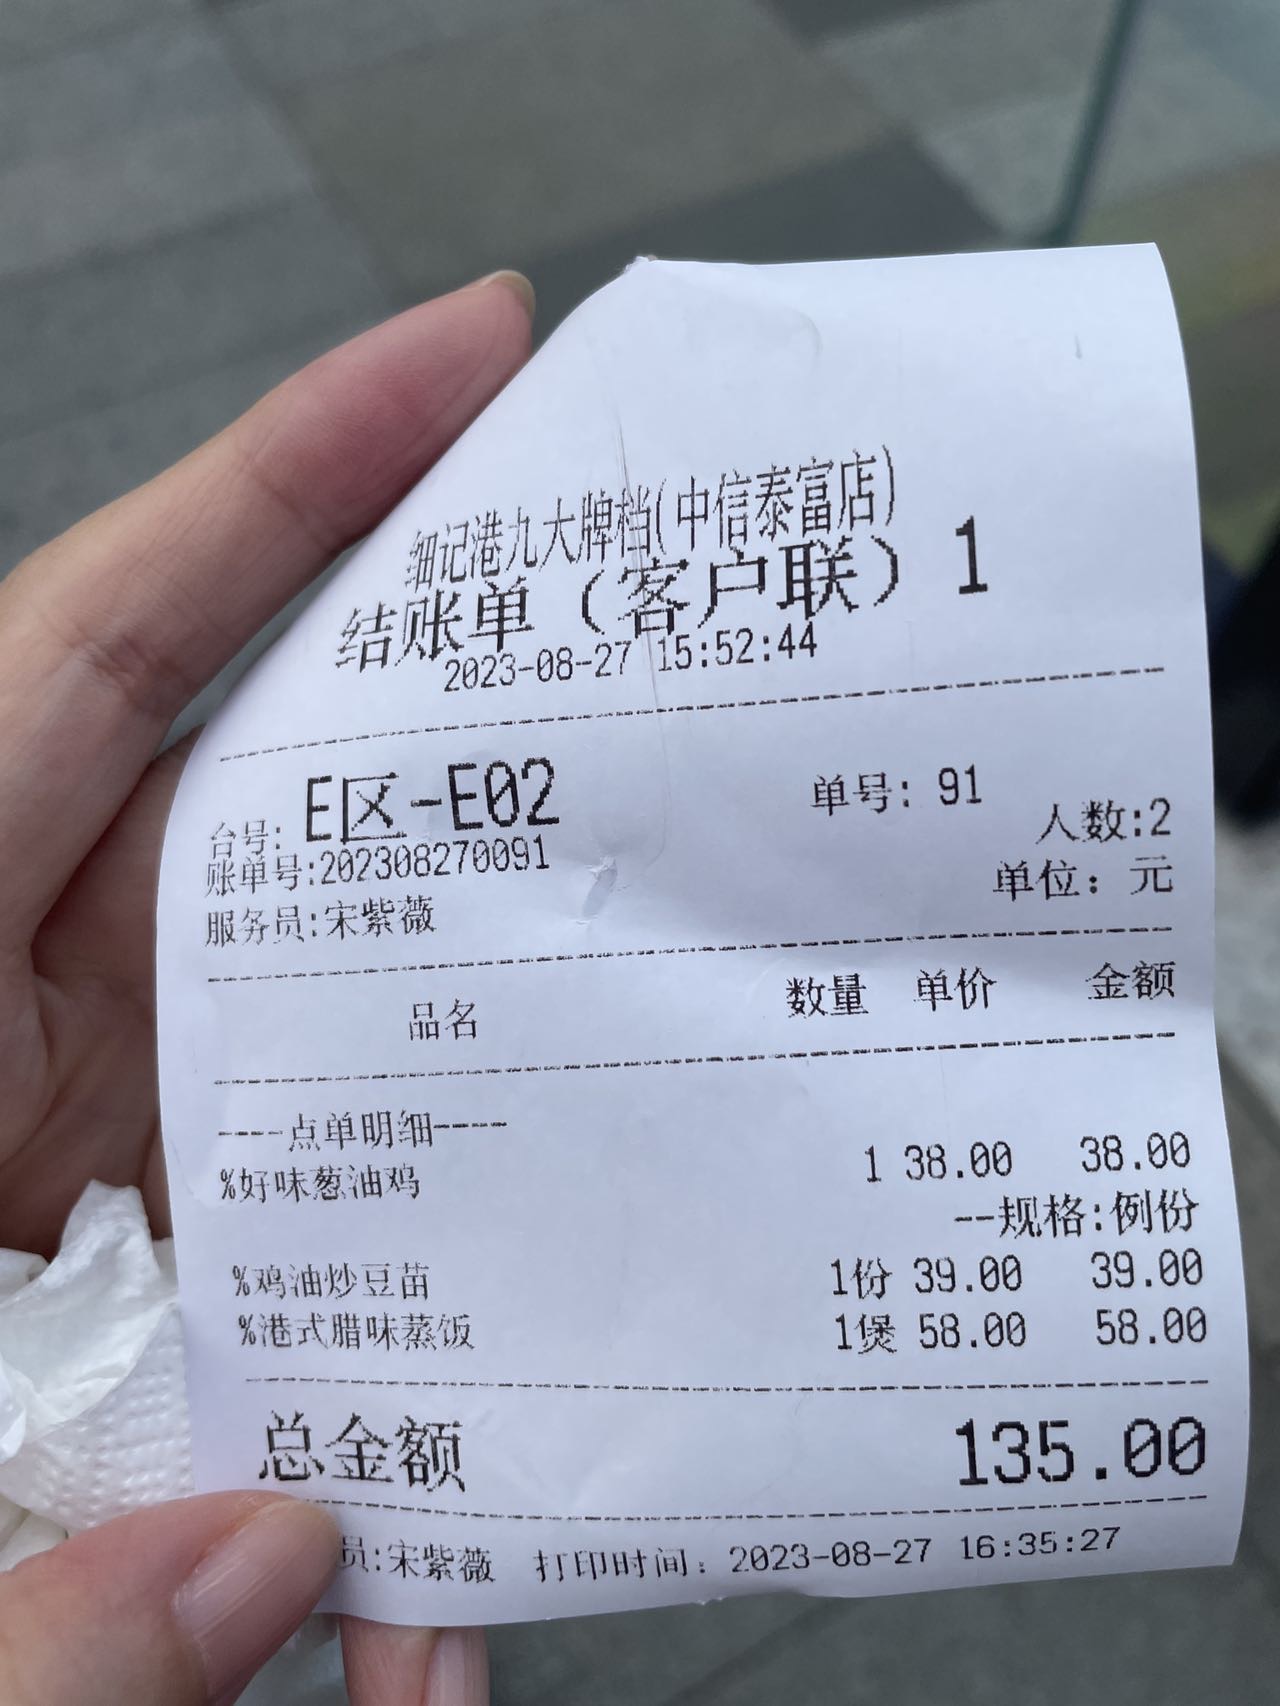 细记港九大牌档(中信泰富店)
结账单（客户联）1
2023-08-27 15:52:44
台号: E区-E02 单号: 91
账单号:202308270091 人数:2
服务员:宋紫薇 单位: 元
品名 数量 单价 金额
----点单明细----
%好味葱油鸡 1 38.00 38.00
--规格:例份
%鸡油炒豆苗 1份 39.00 39.00
%港式腊味蒸饭 1煲 58.00 58.00
总金额 135.00
员:宋紫薇 打印时间: 2023-08-27 16:35:27